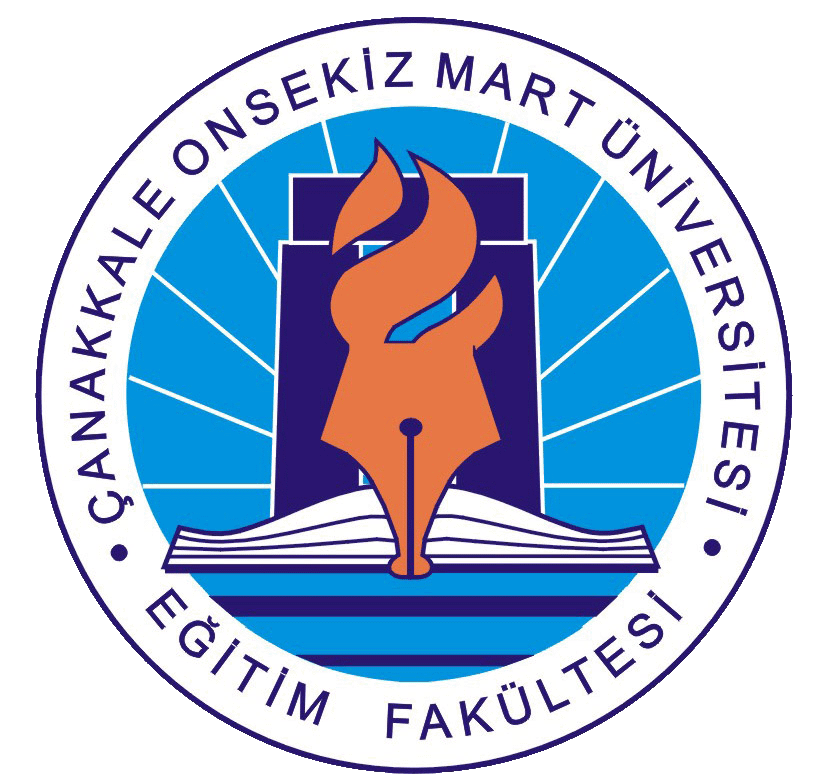 ÇANAKKALE ONSEKİZ MART ÜNİVERSİTESİ
EĞİTİM FAKÜLTESİ